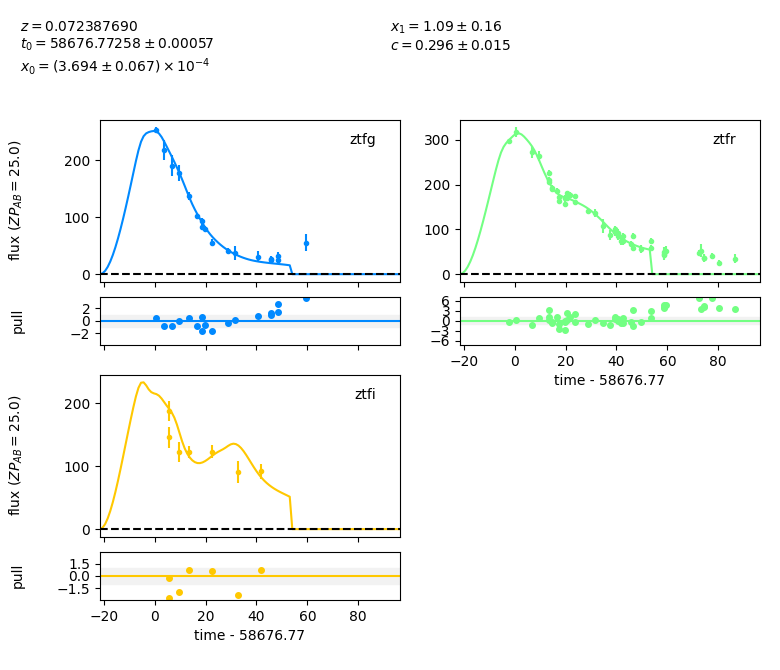 z = 0.072387690
t₀ = 58676.77258 ± 0.00057
x₀ = (3.694 ± 0.067) × 10⁻⁴
x₁ = 1.09 ± 0.16
c = 0.296 ± 0.015
ztfg
flux (ZP_AB = 25.0)
200
100
0
pull
2
0
−2
ztfr
300
200
100
0
6
3
0
−3
−6
−20 0 20 40 60 80
time - 58676.77
ztfi
flux (ZP_AB = 25.0)
200
100
0
pull
1.5
0.0
−1.5
−20 0 20 40 60 80
time - 58676.77